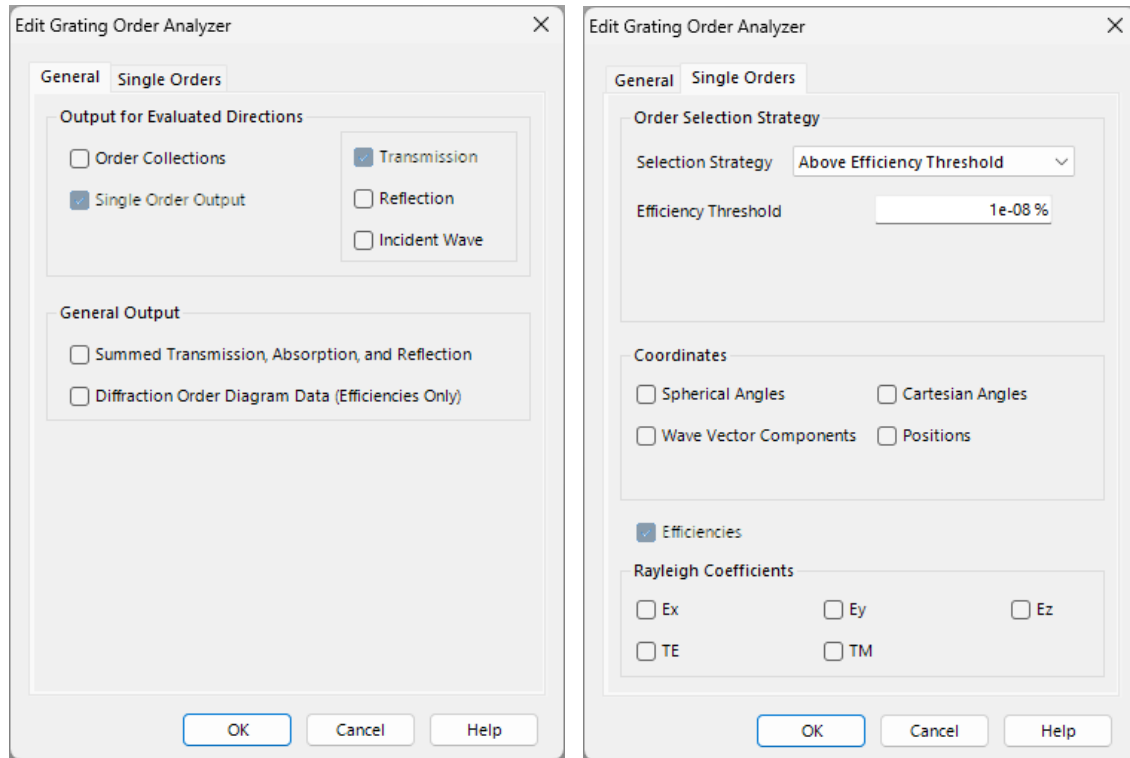 Edit Grating Order Analyzer
General Single Orders
Output for Evaluated Directions
Order Collections
Single Order Output
Transmission
Reflection
Incident Wave
General Output
Summed Transmission, Absorption, and Reflection
Diffraction Order Diagram Data (Efficiencies Only)
OK Cancel Help
Edit Grating Order Analyzer
General Single Orders
Order Selection Strategy
Selection Strategy Above Efficiency Threshold
Efficiency Threshold 1e-08 %
Coordinates
Spherical Angles Cartesian Angles
Wave Vector Components Positions
Efficiencies
Rayleigh Coefficients
Ex Ey Ez
TE TM
OK Cancel Help